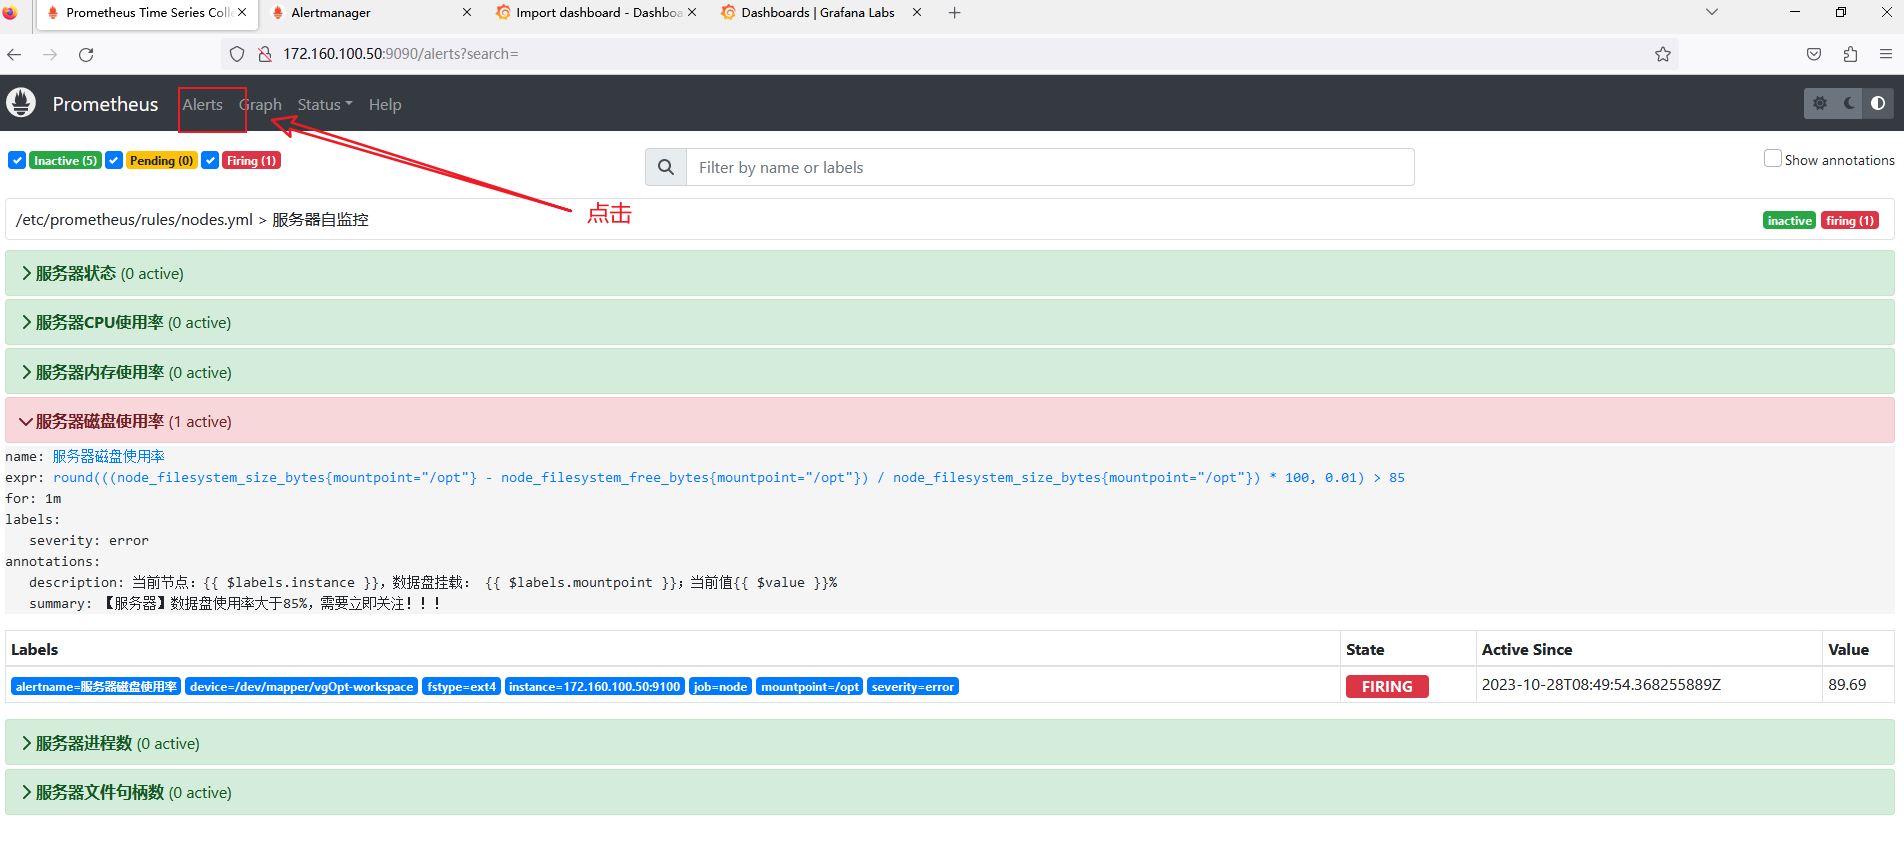 Prometheus Time Series Colle
Alertmanager
Import dashboard - Dashboa
Dashboards | Grafana Labs
172.160.100.50:9090/alerts?search=
Prometheus
Alerts
Graph
Status
Help
Inactive (5)
Pending (0)
Firing (1)
Filter by name or labels
Show annotations
点击
/etc/prometheus/rules/nodes.yml > 服务器自监控
inactive
firing (1)
服务器状态 (0 active)
服务器CPU使用率 (0 active)
服务器内存使用率 (0 active)
服务器磁盘使用率 (1 active)
name: 服务器磁盘使用率
expr: round(((node_filesystem_size_bytes{mountpoint="/opt"} - node_filesystem_free_bytes{mountpoint="/opt"}) / node_filesystem_size_bytes{mountpoint="/opt"}) * 100, 0.01) > 85
for: 1m
labels:
severity: error
annotations:
description: 当前节点：{{ $labels.instance }}，数据盘挂载： {{ $labels.mountpoint }}；当前值{{ $value }}%
summary: 【服务器】数据盘使用率大于85%，需要立即关注！！！
Labels
State
Active Since
Value
alertname=服务器磁盘使用率
device=/dev/mapper/vgOpt-workspace
fstype=ext4
instance=172.160.100.50:9100
job=node
mountpoint=/opt
severity=error
FIRING
2023-10-28T08:49:54.368255889Z
89.69
服务器进程数 (0 active)
服务器文件句柄数 (0 active)